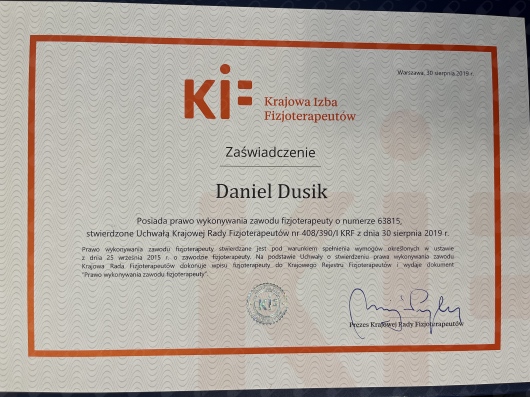 Warszawa, 30 sierpnia 2019 r.
KIF
Krajowa Izba
Fizjoterapeutów
Zaświadczenie
Daniel Dusik
Posiada prawo wykonywania zawodu fizjoterapeuty o numerze 63815,
stwierdzone Uchwałą Krajowej Rady Fizjoterapeutów nr 408/390/I KRF z dnia 30 sierpnia 2019 r.
Prawo wykonywania zawodu fizjoterapeuty stwierdzane jest pod warunkiem spełnienia wymogów określonych w ustawie
z dnia 25 września 2015 r. o zawodzie fizjoterapeuty. Na podstawie Uchwały o stwierdzeniu prawa wykonywania zawodu
Krajowa Rada Fizjoterapeutów dokonuje wpisu fizjoterapeuty do Krajowego Rejestru Fizjoterapeutów i wydaje dokument
"Prawo wykonywania zawodu fizjoterapeuty".
Prezes Krajowej Rady Fizjoterapeutów